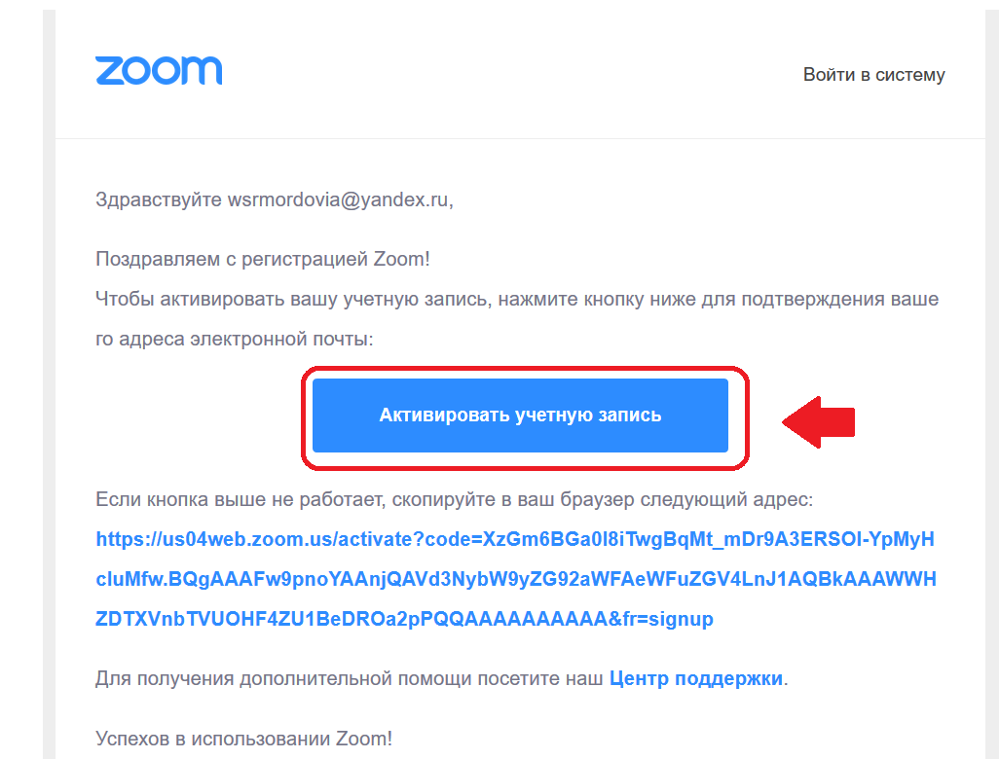 zoom
Войти в систему
Здравствуйте wsrmordovia@yandex.ru,
Поздравляем с регистрацией Zoom!
Чтобы активировать вашу учетную запись, нажмите кнопку ниже для подтверждения ваше
го адреса электронной почты:
Активировать учетную запись
Если кнопка выше не работает, скопируйте в ваш браузер следующий адрес:
https://us04web.zoom.us/activate?code=XzGm6BGa0I8iTwgBqMt_mDr9A3ERSOI-YpMyH
cIuMfw.BQgAAAFw9pnoYAAnjQAVd3NybW9yZG92aWFAeWFuZGV4LnJ1AQBkAAAWWH
ZDTXVnbTVUOHF4ZU1BeDROa2pPQQAAAAAAAAAA&fr=signup
Для получения дополнительной помощи посетите наш Центр поддержки.
Успехов в использовании Zoom!